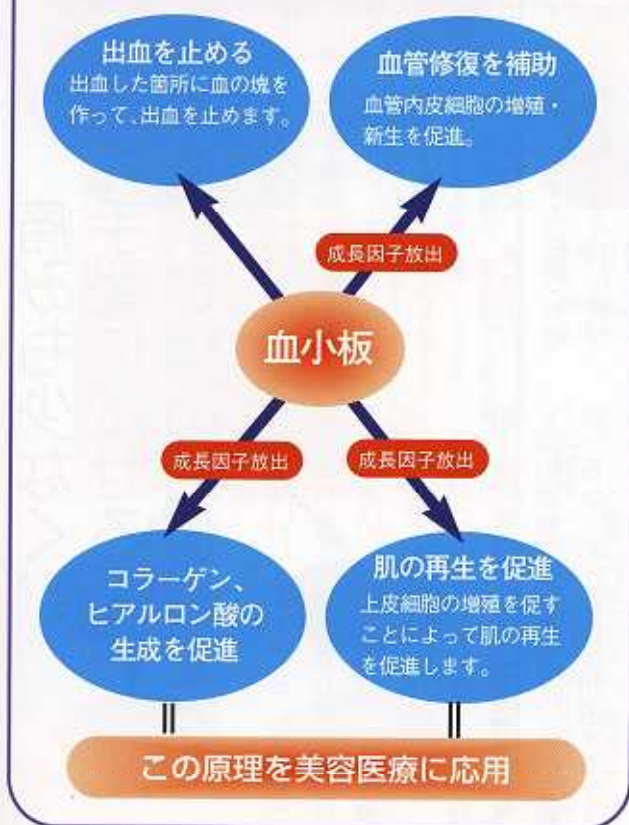 出血を止める
出血した箇所に血の塊を
作って、出血を止めます。
血管修復を補助
血管内皮細胞の増殖・
新生を促進。
成長因子放出
血小板
成長因子放出
成長因子放出
コラーゲン、
ヒアルロン酸の
生成を促進
肌の再生を促進
上皮細胞の増殖を促す
ことによって肌の再生
を促進します。
この原理を美容医療に応用